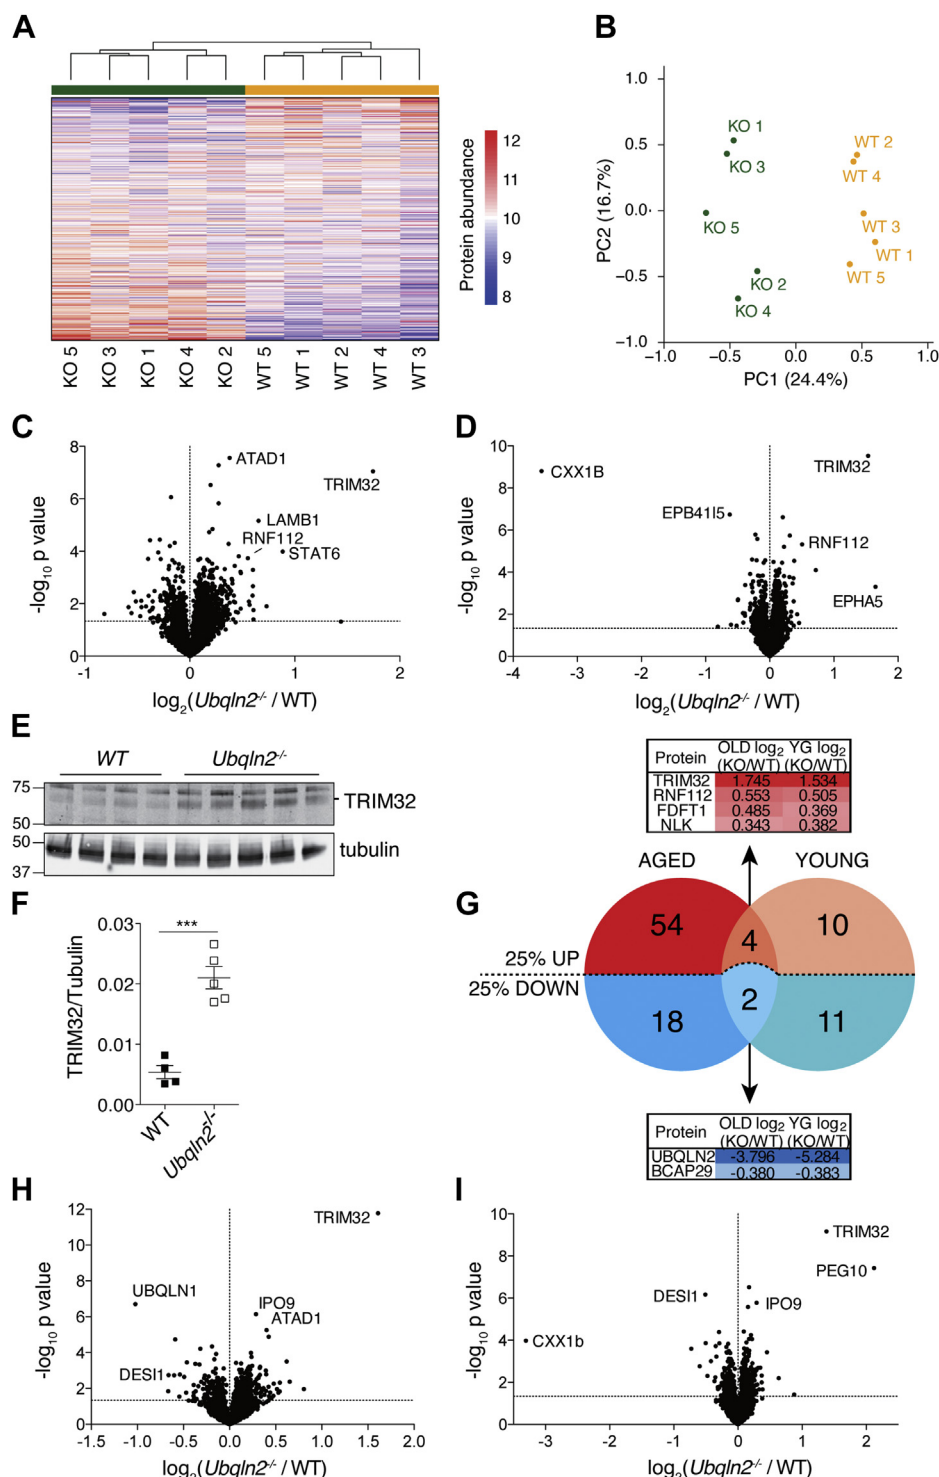 A
12
11
10
9
8
Protein abundance
KO 5
KO 3
KO 1
KO 4
KO 2
WT 5
WT 1
WT 2
WT 4
WT 3
B
1.0
0.5
0.0
−0.5
−1.0
PC2 (16.7%)
KO 1
KO 3
KO 5
KO 2
KO 4
WT 2
WT 4
WT 3
WT 1
WT 5
−1.0 −0.5 0.0 0.5 1.0
PC1 (24.4%)
C
8
6
4
2
0
-log10 p value
ATAD1
TRIM32
LAMB1
RNF112
STAT6
-1 0 1 2
log2(Ubqln2-/- / WT)
D
10
8
6
4
2
0
-log10 p value
CXX1B
TRIM32
EPB41l5
RNF112
EPHA5
-4 -3 -2 -1 0 1 2
log2(Ubqln2-/- / WT)
E
WT Ubqln2-/-
75
50
TRIM32
50
37
tubulin
F
0.03
0.02
0.01
0.00
TRIM32/Tubulin
***
WT
Ubqln2-/-
G
Protein OLD log2 (KO/WT) YG log2 (KO/WT)
TRIM32 1.745 1.534
RNF112 0.553 0.505
FDFT1 0.485 0.369
NLK 0.343 0.382
AGED YOUNG
54 4 10
25% UP
25% DOWN
18 2 11
Protein OLD log2 (KO/WT) YG log2 (KO/WT)
UBQLN2 -3.796 -5.284
BCAP29 -0.380 -0.383
H
12
10
8
6
4
2
0
-log10 p value
TRIM32
UBQLN1
IPO9
ATAD1
DESI1
-1.5 -1.0 -0.5 0.0 0.5 1.0 1.5 2.0
log2(Ubqln2-/- / WT)
I
10
8
6
4
2
0
-log10 p value
TRIM32
PEG10
DESI1
IPO9
CXX1b
-3 -2 -1 0 1 2
log2(Ubqln2-/- / WT)